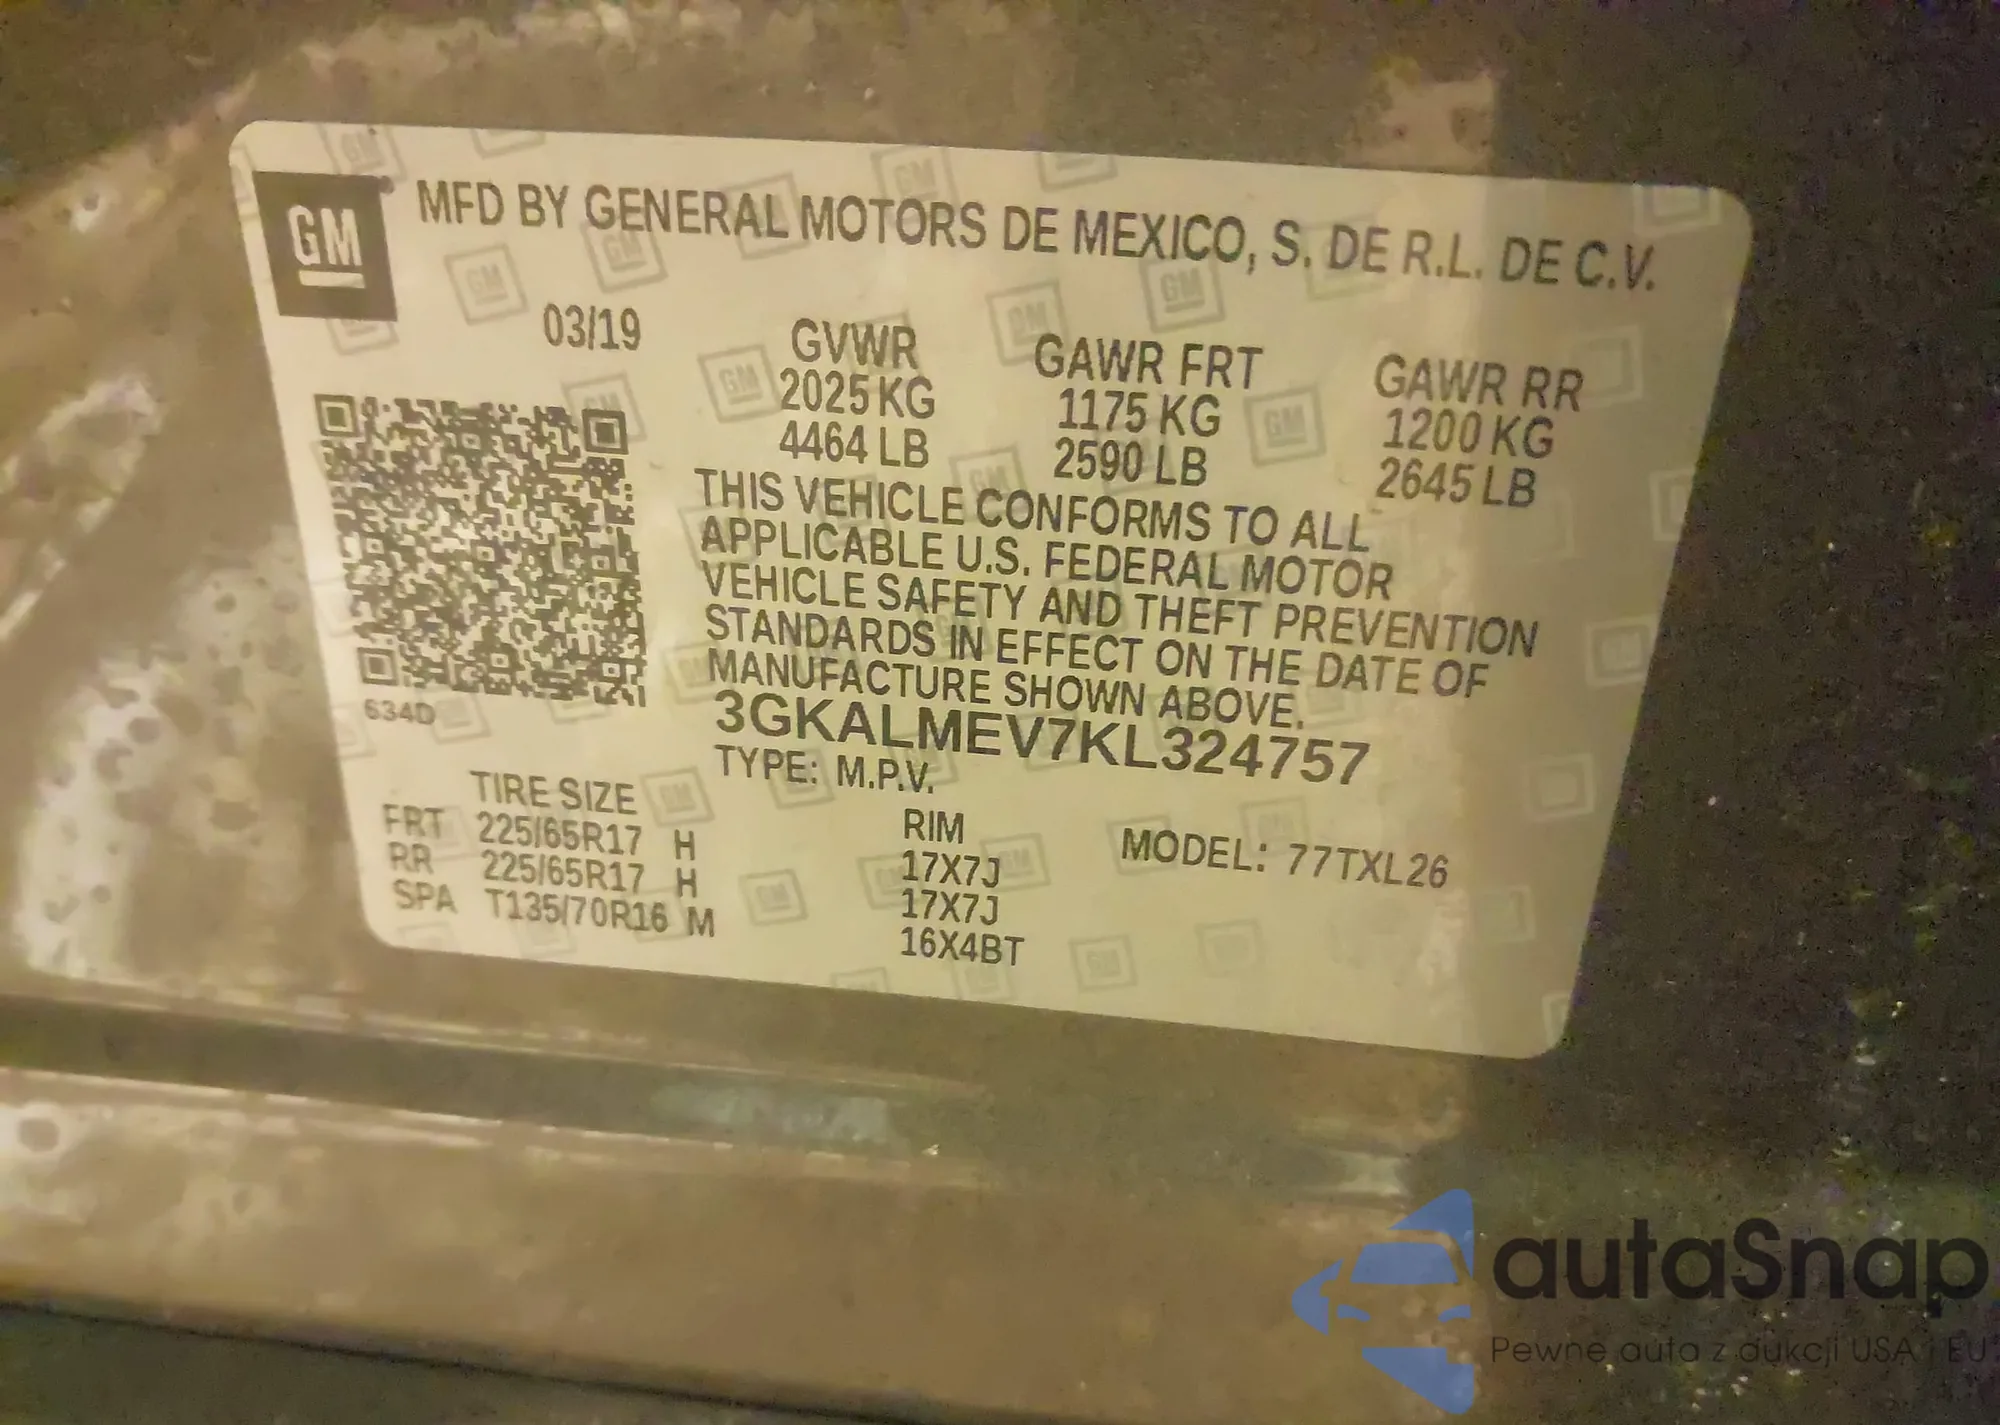 GM
MFD BY GENERAL MOTORS DE MEXICO, S. DE R.L. DE C.V.
03/19
GVWR GAWR FRT GAWR RR
2025 KG 1175 KG 1200 KG
4464 LB 2590 LB 2645 LB
THIS VEHICLE CONFORMS TO ALL
APPLICABLE U.S. FEDERAL MOTOR
VEHICLE SAFETY AND THEFT PREVENTION
STANDARDS IN EFFECT ON THE DATE OF
MANUFACTURE SHOWN ABOVE.
634D
3GKALMEV7KL324757
TYPE: M.P.V.
TIRE SIZE RIM
FRT 225/65R17 H 17X7J MODEL: 77TXL26
RR 225/65R17 H 17X7J
SPA T135/70R16 M 16X4BT
autaSnap
Pewne auta z aukcji USA i EU